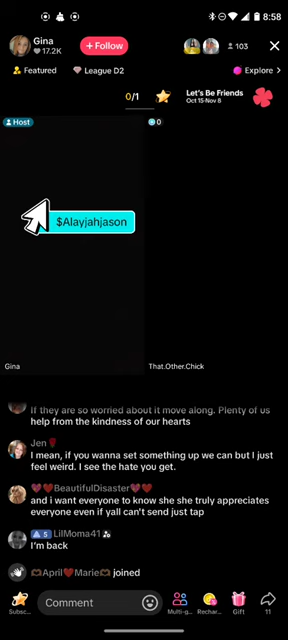 8:58
Gina
17.2K
+ Follow
103
Featured
League D2
Explore >
0/1
Let's Be Friends
Oct 15-Nov 8
Host
0
$Alayjahjason
Gina
That.Other.Chick
If they are so worried about it move along. Plenty of us
help from the kindness of our hearts
Jen
I mean, if you wanna set something up we can but I just
feel weird. I see the hate you get.
BeautifulDisaster
and i want everyone to know she she truly appreciates
everyone even if yall can't send just tap
5 LilMoma41
I'm back
April Marie joined
Subsc...
Comment
Multi-g...
Rechar...
Gift
11